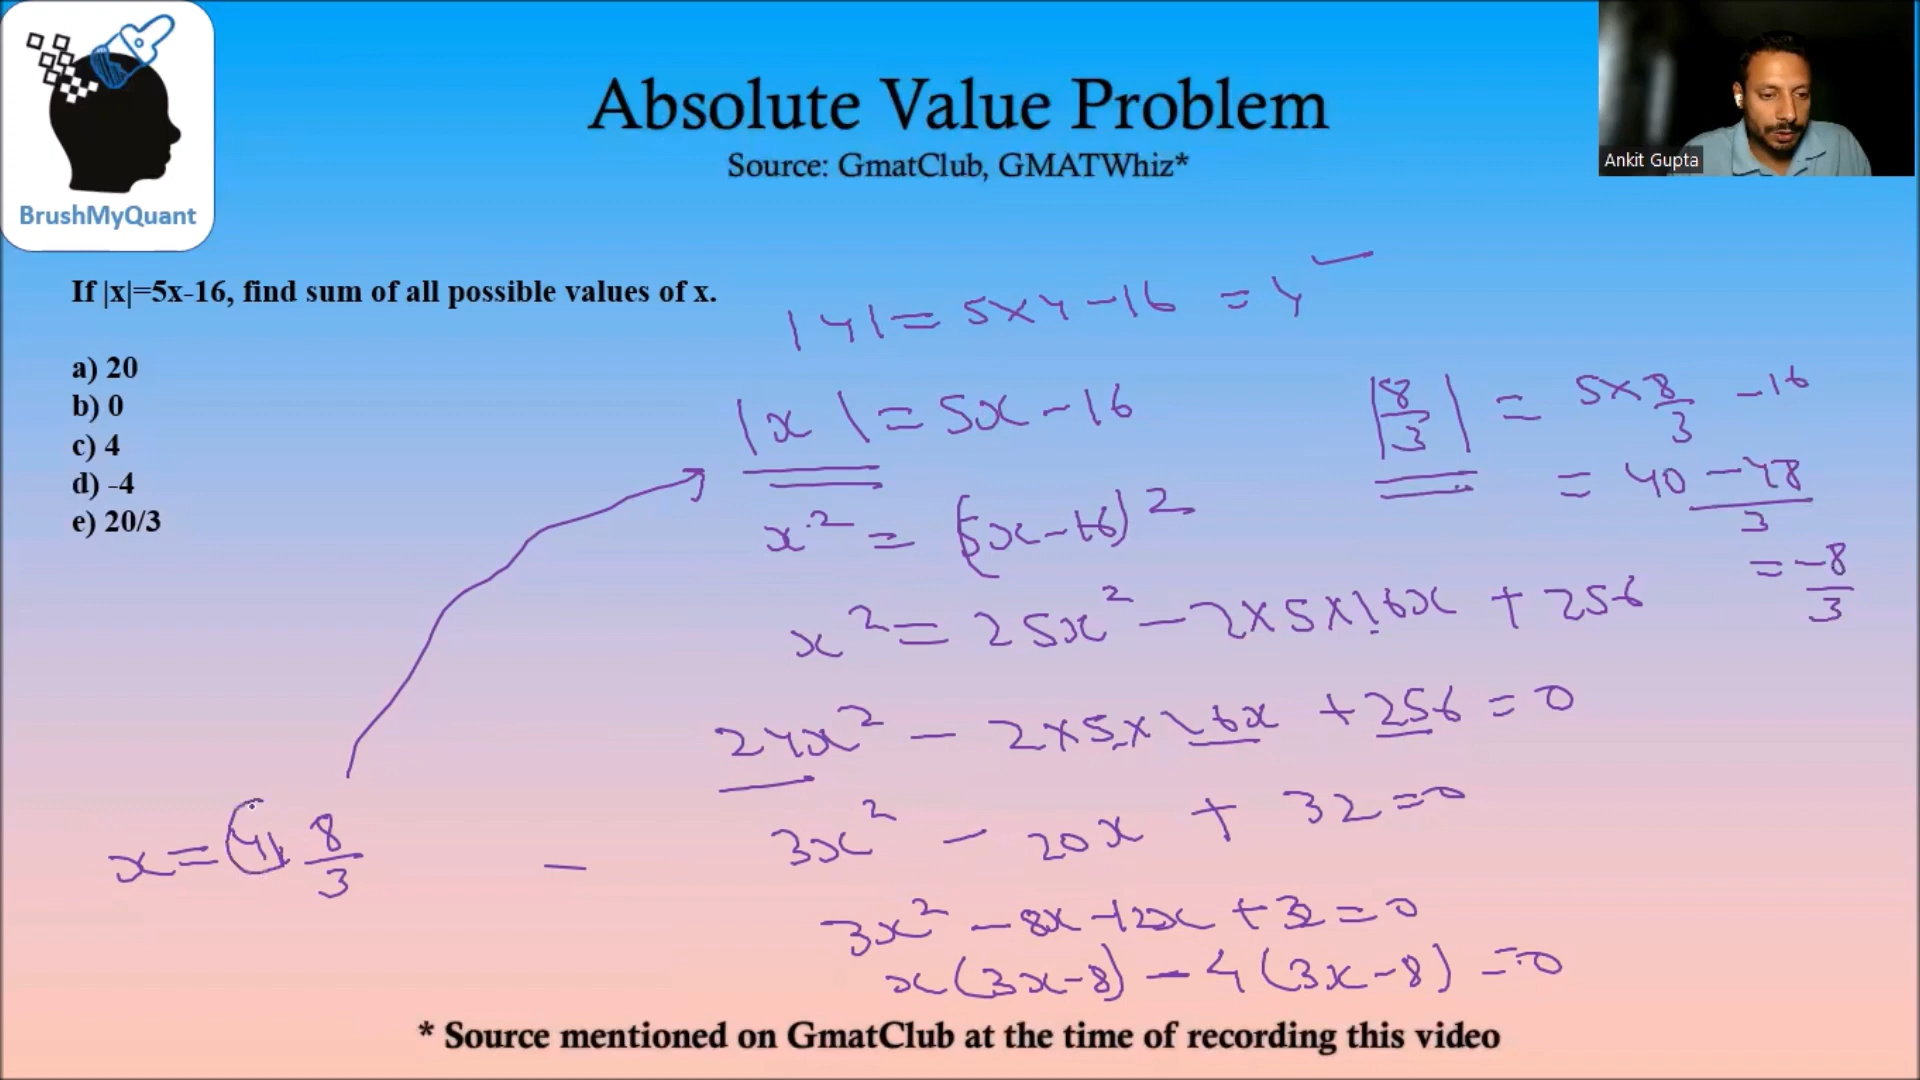 BrushMyQuant
Absolute Value Problem
Source: GmatClub, GMATWhiz*
Ankit Gupta
If |x|=5x-16, find sum of all possible values of x.
a) 20
b) 0
c) 4
d) -4
e) 20/3
|4| = 5×4-16 = 4 ✓
|x| = 5x-16
x² = (5x-16)²
x² = 25x² - 2×5×16x + 256
24x² - 2×5×16x + 256 = 0
3x² - 20x + 32 = 0
3x² - 8x - 12x + 32 = 0
x(3x-8) - 4(3x-8) = 0
|8/3| = 5×8/3 - 16
= 40-48/3
= -8/3
x = 4, 8/3
* Source mentioned on GmatClub at the time of recording this video